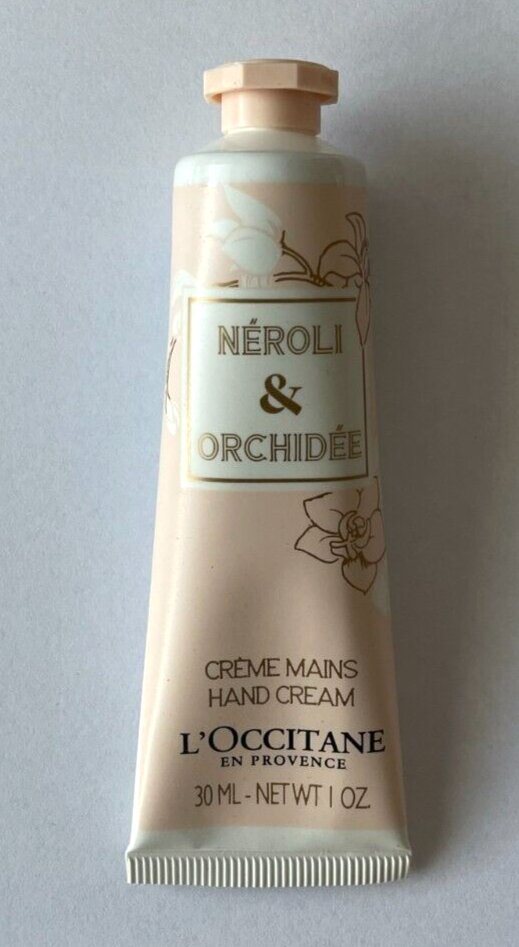 NÉROLI
&
ORCHIDÉE
CRÈME MAINS
HAND CREAM
L'OCCITANE
EN PROVENCE
30 ML - NET WT 1 OZ.